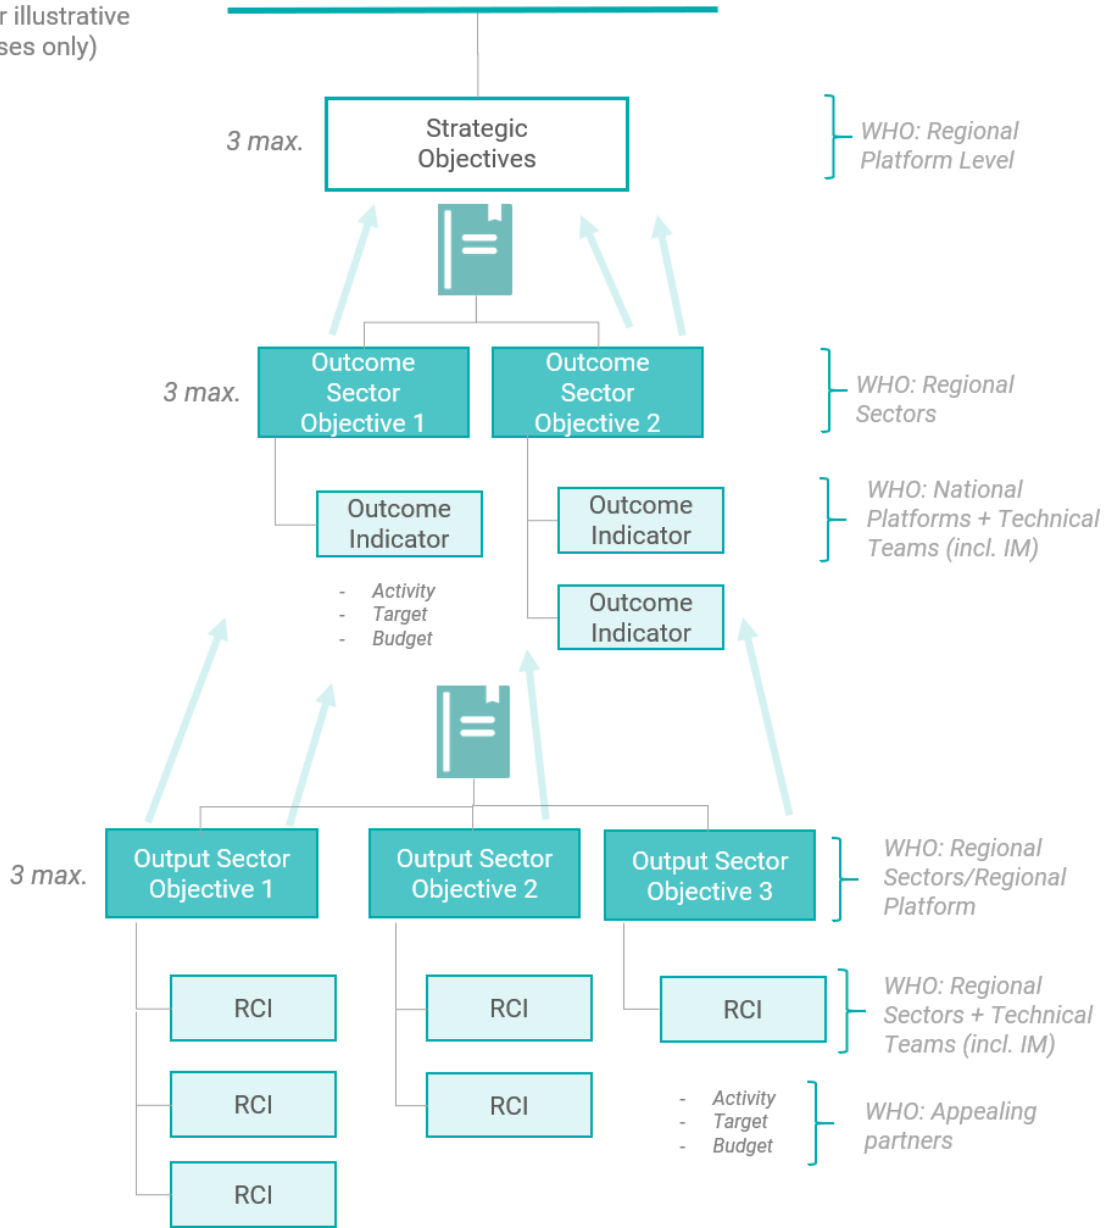 r illustrative
ses only)
3 max.
Strategic
Objectives
WHO: Regional
Platform Level
3 max.
Outcome
Sector
Objective 1
Outcome
Sector
Objective 2
WHO: Regional
Sectors
Outcome
Indicator
Outcome
Indicator
WHO: National
Platforms + Technical
Teams (incl. IM)
- Activity
- Target
- Budget
Outcome
Indicator
3 max.
Output Sector
Objective 1
Output Sector
Objective 2
Output Sector
Objective 3
WHO: Regional
Sectors/Regional
Platform
RCI
RCI
RCI
WHO: Regional
Sectors + Technical
Teams (incl. IM)
RCI
RCI
- Activity
- Target
- Budget
WHO: Appealing
partners
RCI